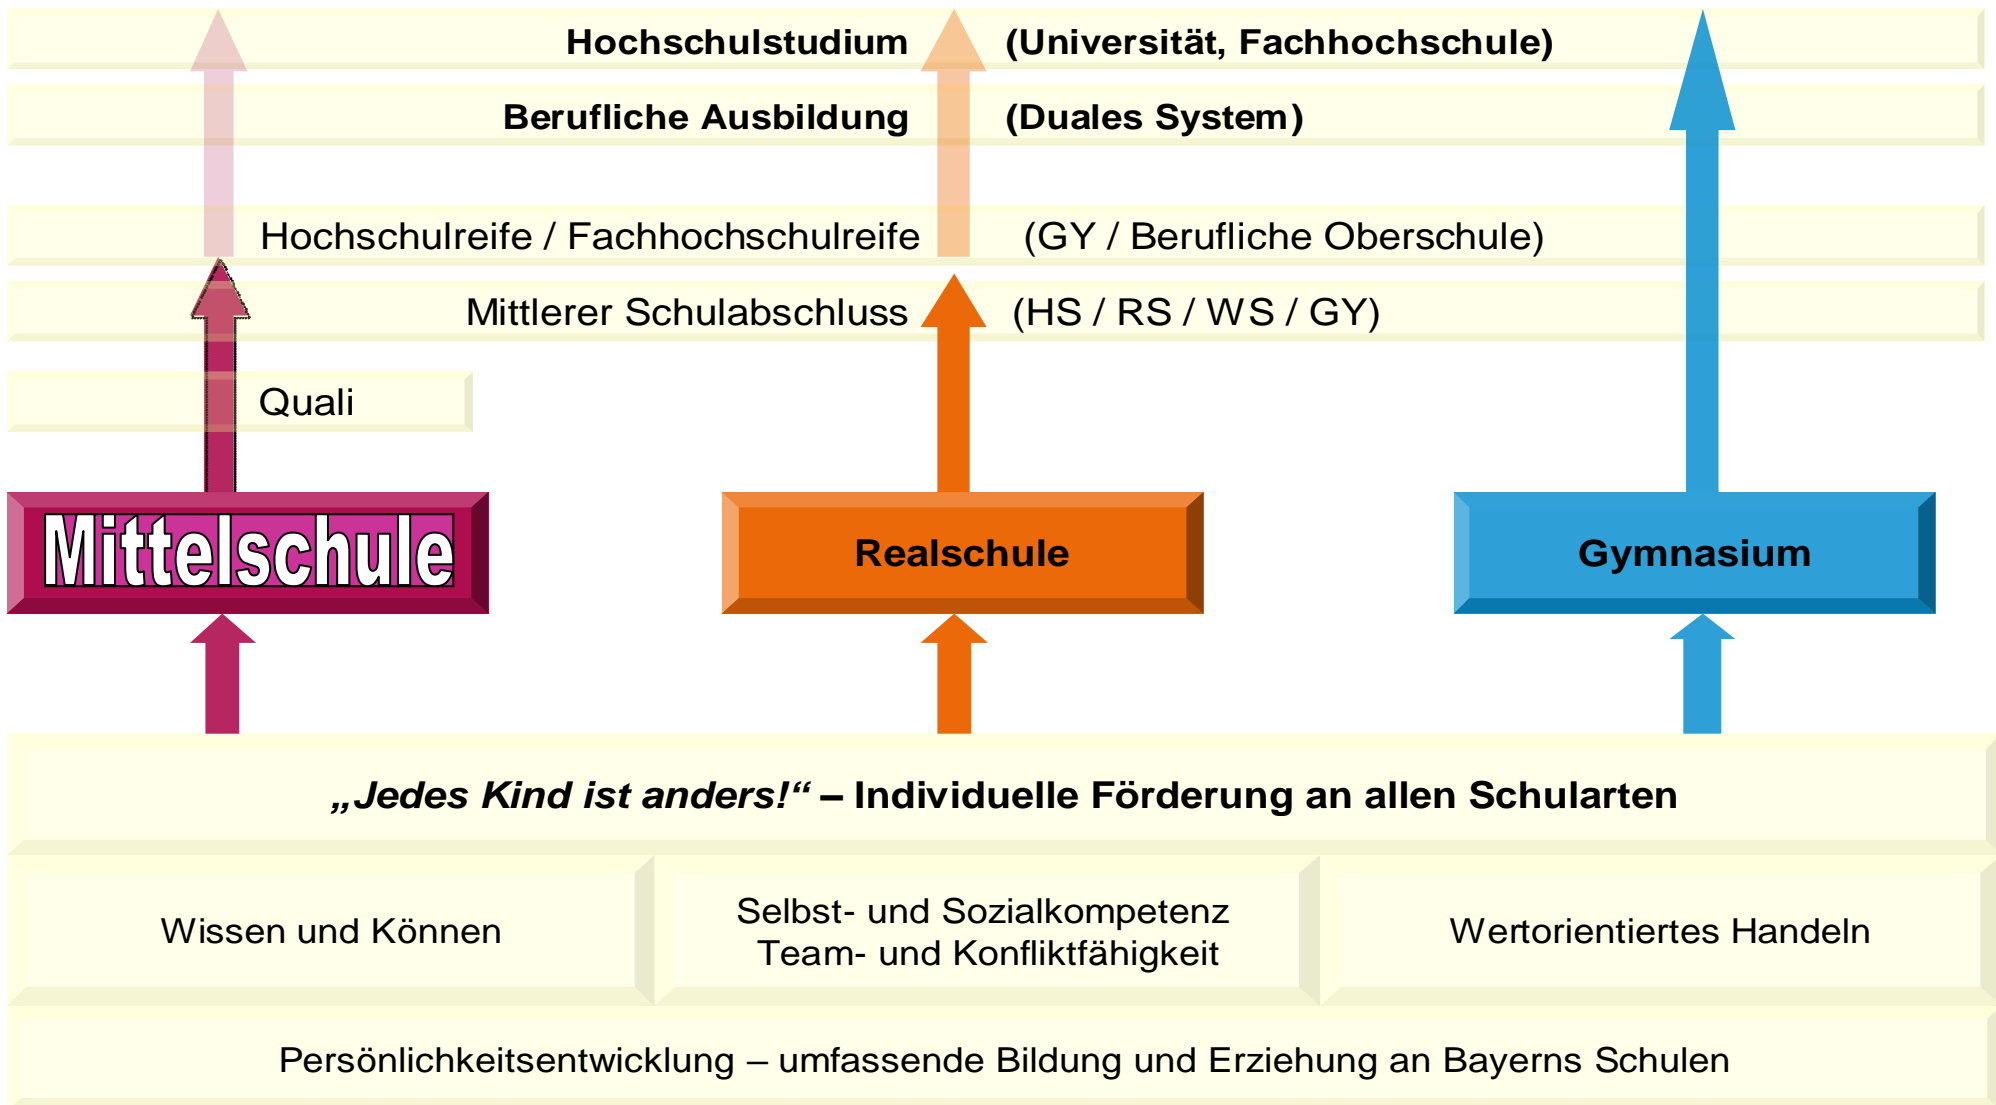 Hochschulstudium (Universität, Fachhochschule)
Berufliche Ausbildung (Duales System)
Hochschulreife / Fachhochschulreife (GY / Berufliche Oberschule)
Mittlerer Schulabschluss (HS / RS / WS / GY)
Quali
Mittelschule Realschule Gymnasium
„Jedes Kind ist anders!“ – Individuelle Förderung an allen Schularten
Wissen und Können
Selbst- und Sozialkompetenz
Team- und Konfliktfähigkeit
Wertorientiertes Handeln
Persönlichkeitsentwicklung – umfassende Bildung und Erziehung an Bayerns Schulen